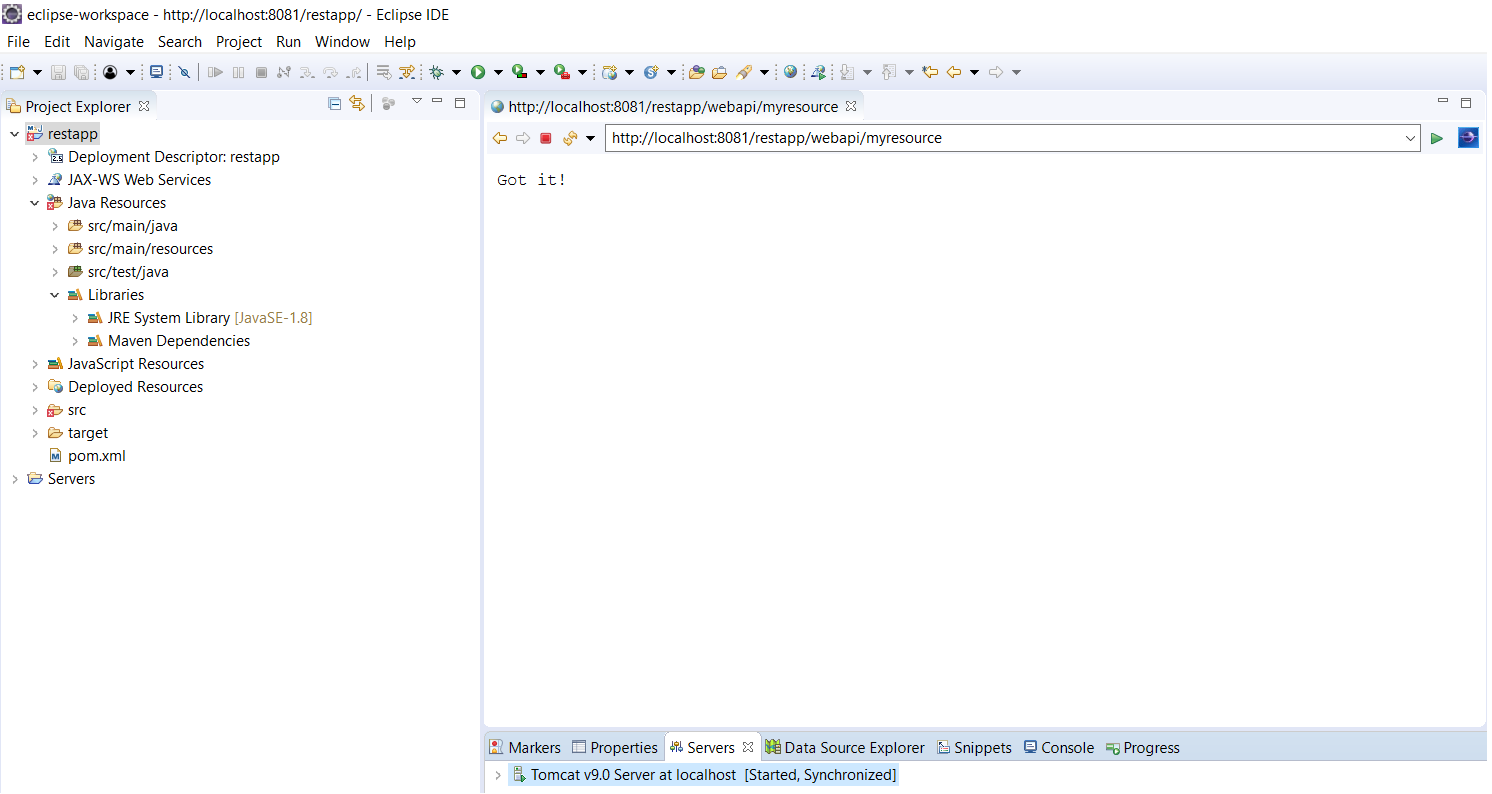 eclipse-workspace - http://localhost:8081/restapp/ - Eclipse IDE
File Edit Navigate Search Project Run Window Help
Project Explorer
restapp
Deployment Descriptor: restapp
JAX-WS Web Services
Java Resources
src/main/java
src/main/resources
src/test/java
Libraries
JRE System Library [JavaSE-1.8]
Maven Dependencies
JavaScript Resources
Deployed Resources
src
target
pom.xml
Servers
http://localhost:8081/restapp/webapi/myresource
http://localhost:8081/restapp/webapi/myresource
Got it!
Markers Properties Servers Data Source Explorer Snippets Console Progress
Tomcat v9.0 Server at localhost [Started, Synchronized]